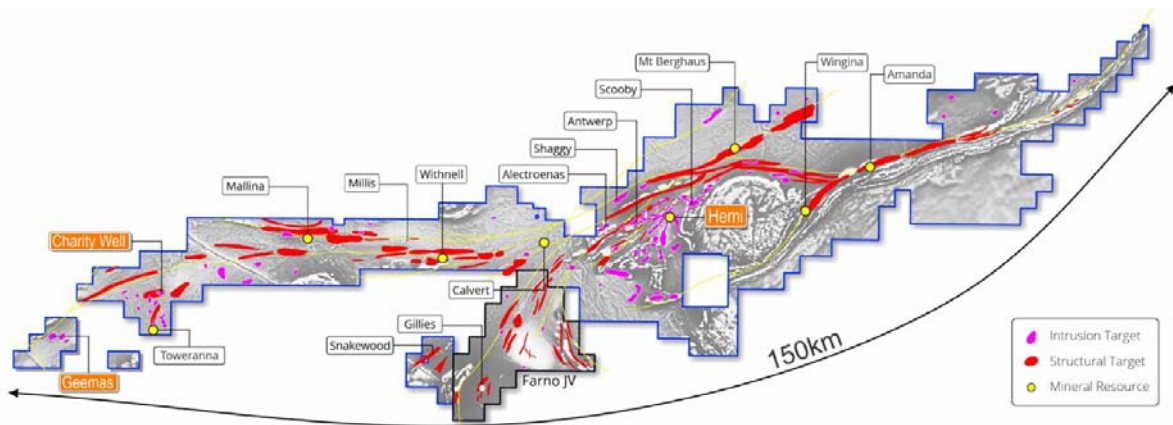 Mt Berghaus
Wingina
Amanda
Scooby
Antwerp
Shaggy
Alectroenas
Mallina
Millis
Withnell
Hemi
Charity Well
Calvert
Gillies
Snakewood
Toweranna
Geemas
Farno JV
150km
Intrusion Target
Structural Target
Mineral Resource